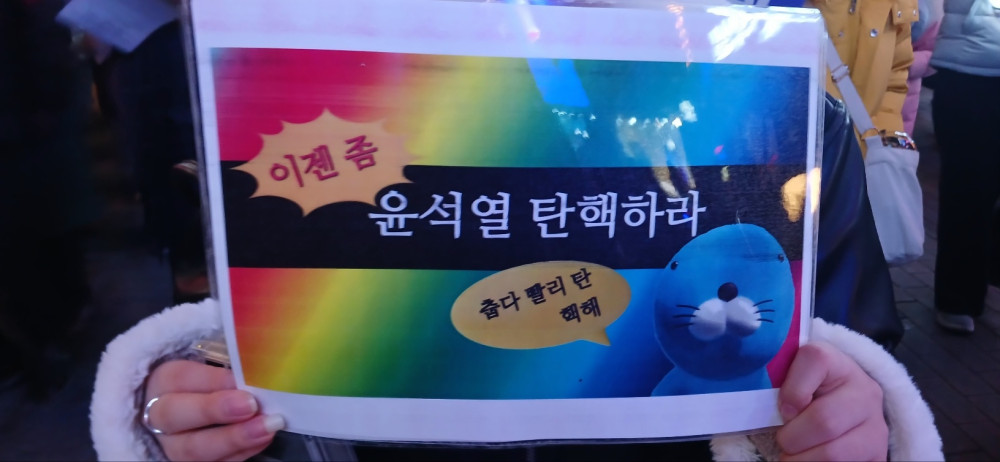 이젠 좀
윤석열 탄핵하라
춥다 빨리 탄
핵해